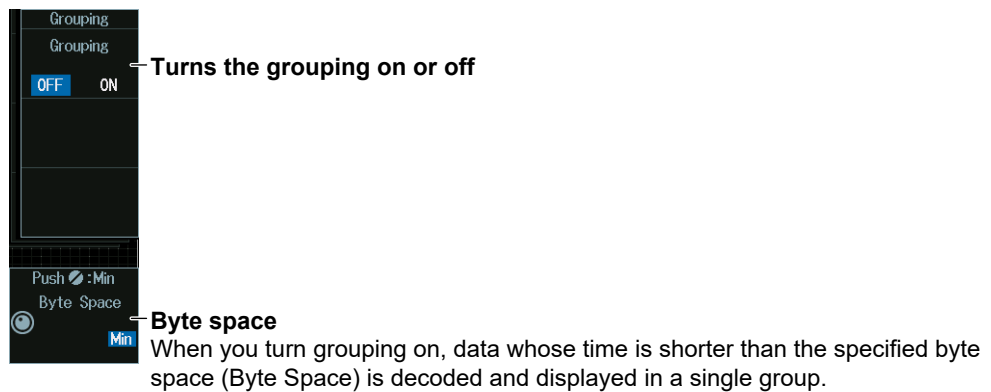 Grouping
Grouping
OFF ON
Turns the grouping on or off
Push :Min
Byte Space
Min
Byte space
When you turn grouping on, data whose time is shorter than the specified byte
space (Byte Space) is decoded and displayed in a single group.